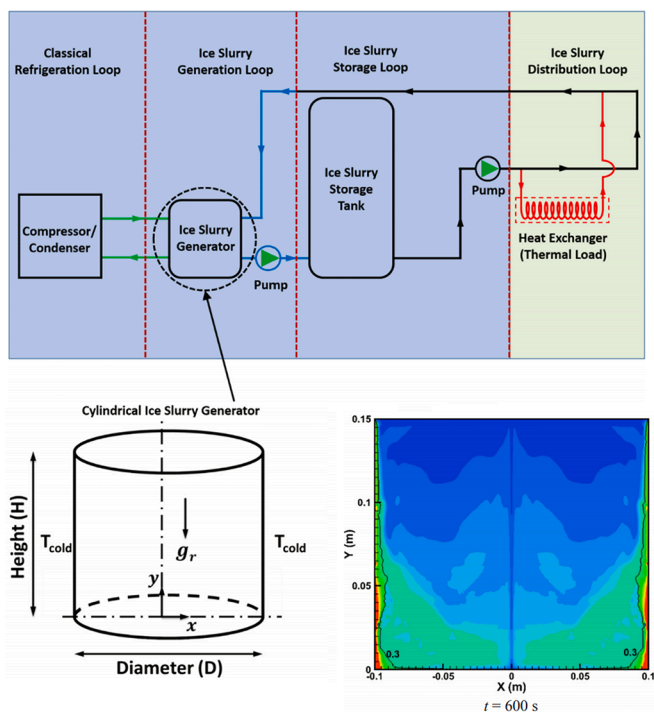 Classical
Refrigeration Loop
Ice Slurry
Generation Loop
Ice Slurry
Storage Loop
Ice Slurry
Distribution Loop
Compressor/
Condenser
Ice Slurry
Generator
Pump
Ice Slurry
Storage
Tank
Pump
Heat Exchanger
(Thermal Load)
Cylindrical Ice Slurry Generator
Height (H)
T_cold
g_r
T_cold
y
x
Diameter (D)
0.15
0.1
0.05
0
Y (m)
0.3
0.3
-0.1
-0.05
0
0.05
0.1
X (m)
t = 600 s